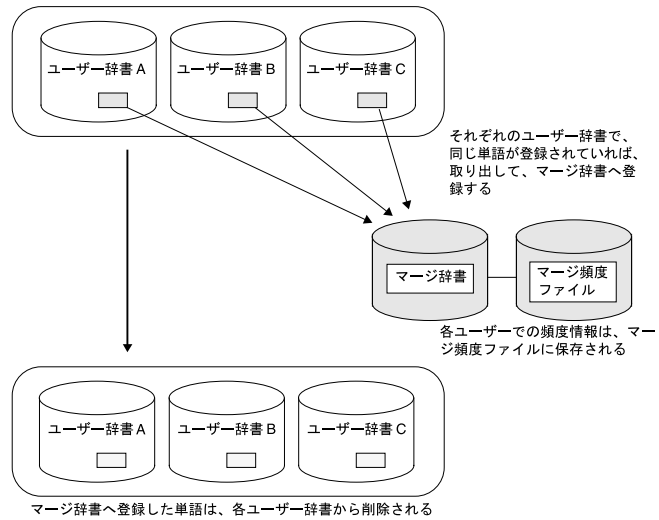 ユーザー辞書A
ユーザー辞書B
ユーザー辞書C
それぞれのユーザー辞書で、
同じ単語が登録されていれば、
取り出して、マージ辞書へ登
録する
マージ辞書
マージ頻度
ファイル
各ユーザーでの頻度情報は、マー
ジ頻度ファイルに保存される
ユーザー辞書A
ユーザー辞書B
ユーザー辞書C
マージ辞書へ登録した単語は、各ユーザー辞書から削除される